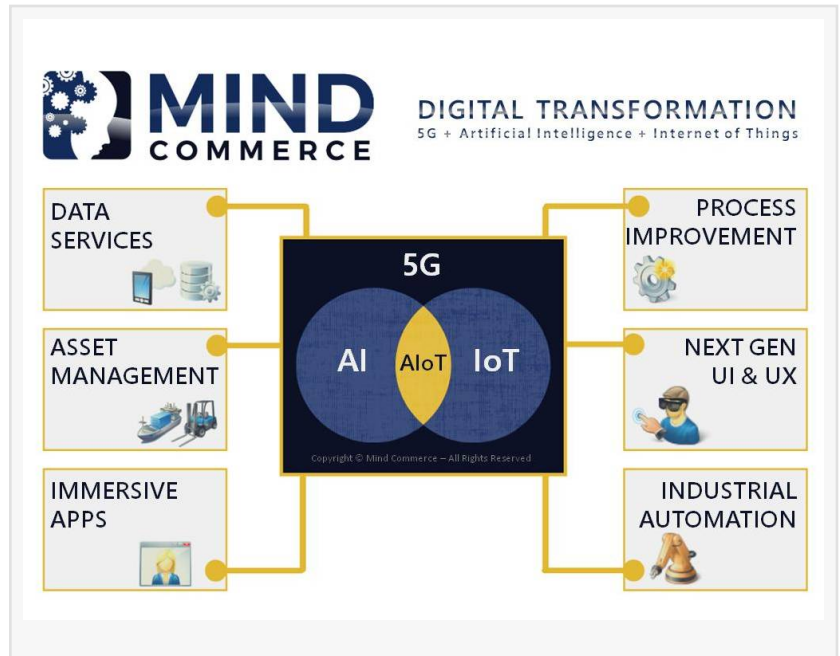 MIND
COMMERCE
DIGITAL TRANSFORMATION
5G + Artificial Intelligence + Internet of Things
DATA
SERVICES
ASSET
MANAGEMENT
IMMERSIVE
APPS
5G
AI
AIoT
IoT
Copyright © Mind Commerce – All Rights Reserved
PROCESS
IMPROVEMENT
NEXT GEN
UI & UX
INDUSTRIAL
AUTOMATION